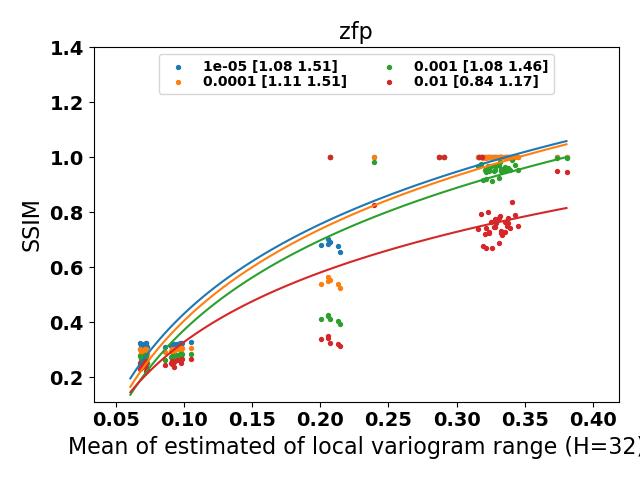 zfp
1e-05 [1.08 1.51]
0.0001 [1.11 1.51]
0.001 [1.08 1.46]
0.01 [0.84 1.17]
SSIM
1.4
1.2
1.0
0.8
0.6
0.4
0.2
0.05 0.10 0.15 0.20 0.25 0.30 0.35 0.40
Mean of estimated of local variogram range (H=32)